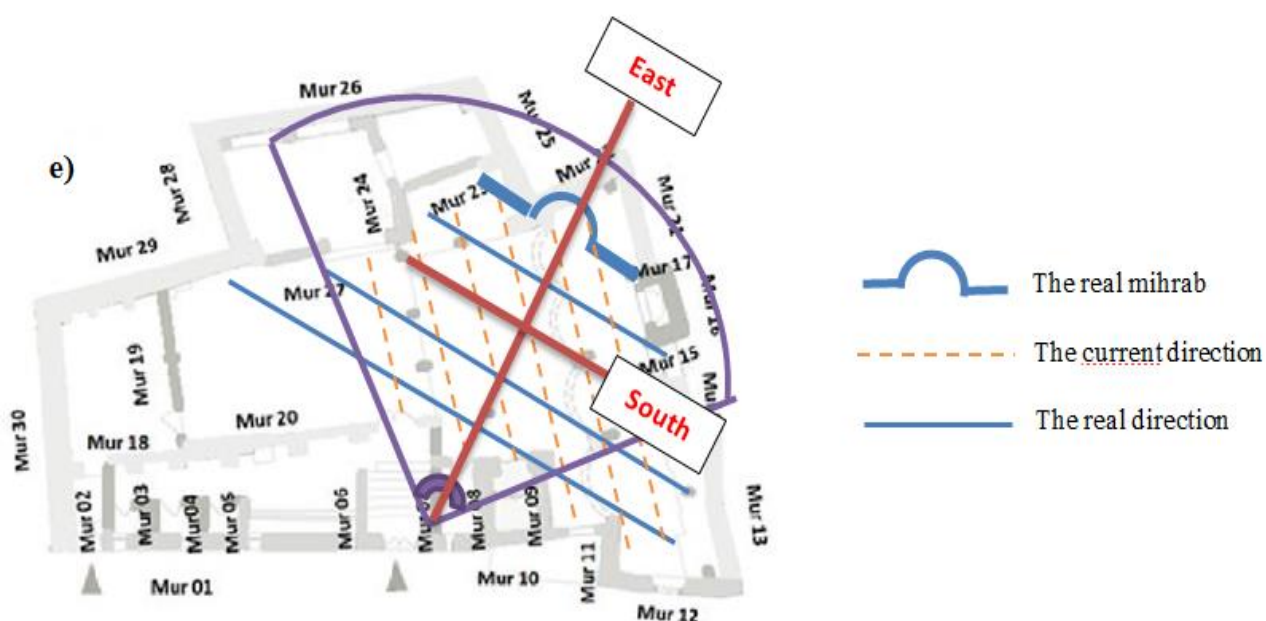 East
Mur 26
Mur 25
e)
Mur 28
Mur 24
Mur 29
Mur 17
The real mihrab
Mur 27
Mur 16
Mur 15
The current direction
Mur 19
South
Mur 20
The real direction
Mur 30
Mur 18
Mur 02
Mur 03
Mur 04
Mur 05
Mur 06
Mur 08
Mur 09
Mur 13
Mur 11
Mur 10
Mur 01
Mur 12